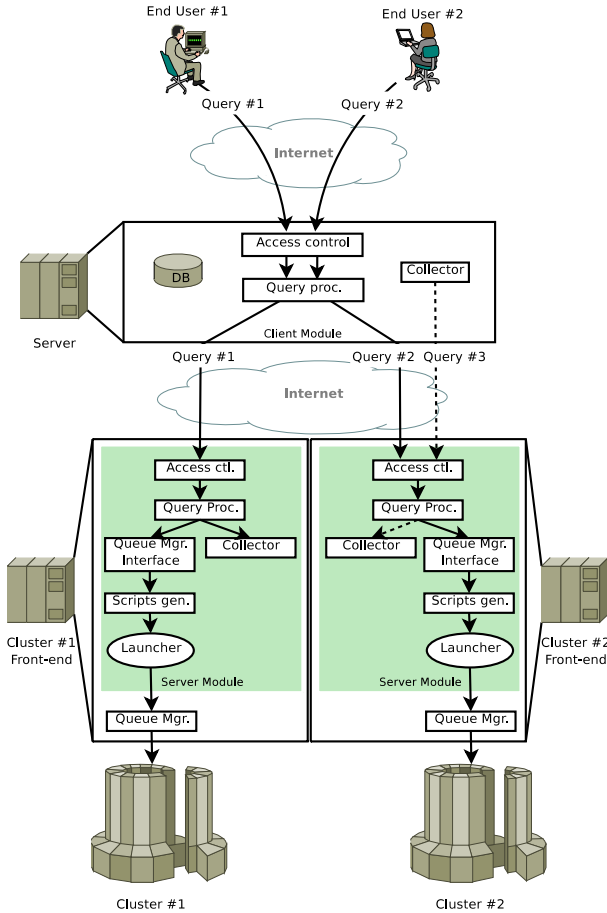 End User #1
End User #2
Query #1
Query #2
Internet
Access control
DB
Query proc.
Collector
Client Module
Server
Query #1
Query #2
Query #3
Internet
Access ctl.
Query Proc.
Queue Mgr.
Interface
Collector
Scripts gen.
Launcher
Server Module
Queue Mgr.
Cluster #1
Front-end
Access ctl.
Query Proc.
Collector
Queue Mgr.
Interface
Scripts gen.
Launcher
Server Module
Queue Mgr.
Cluster #2
Front-end
Cluster #1
Cluster #2